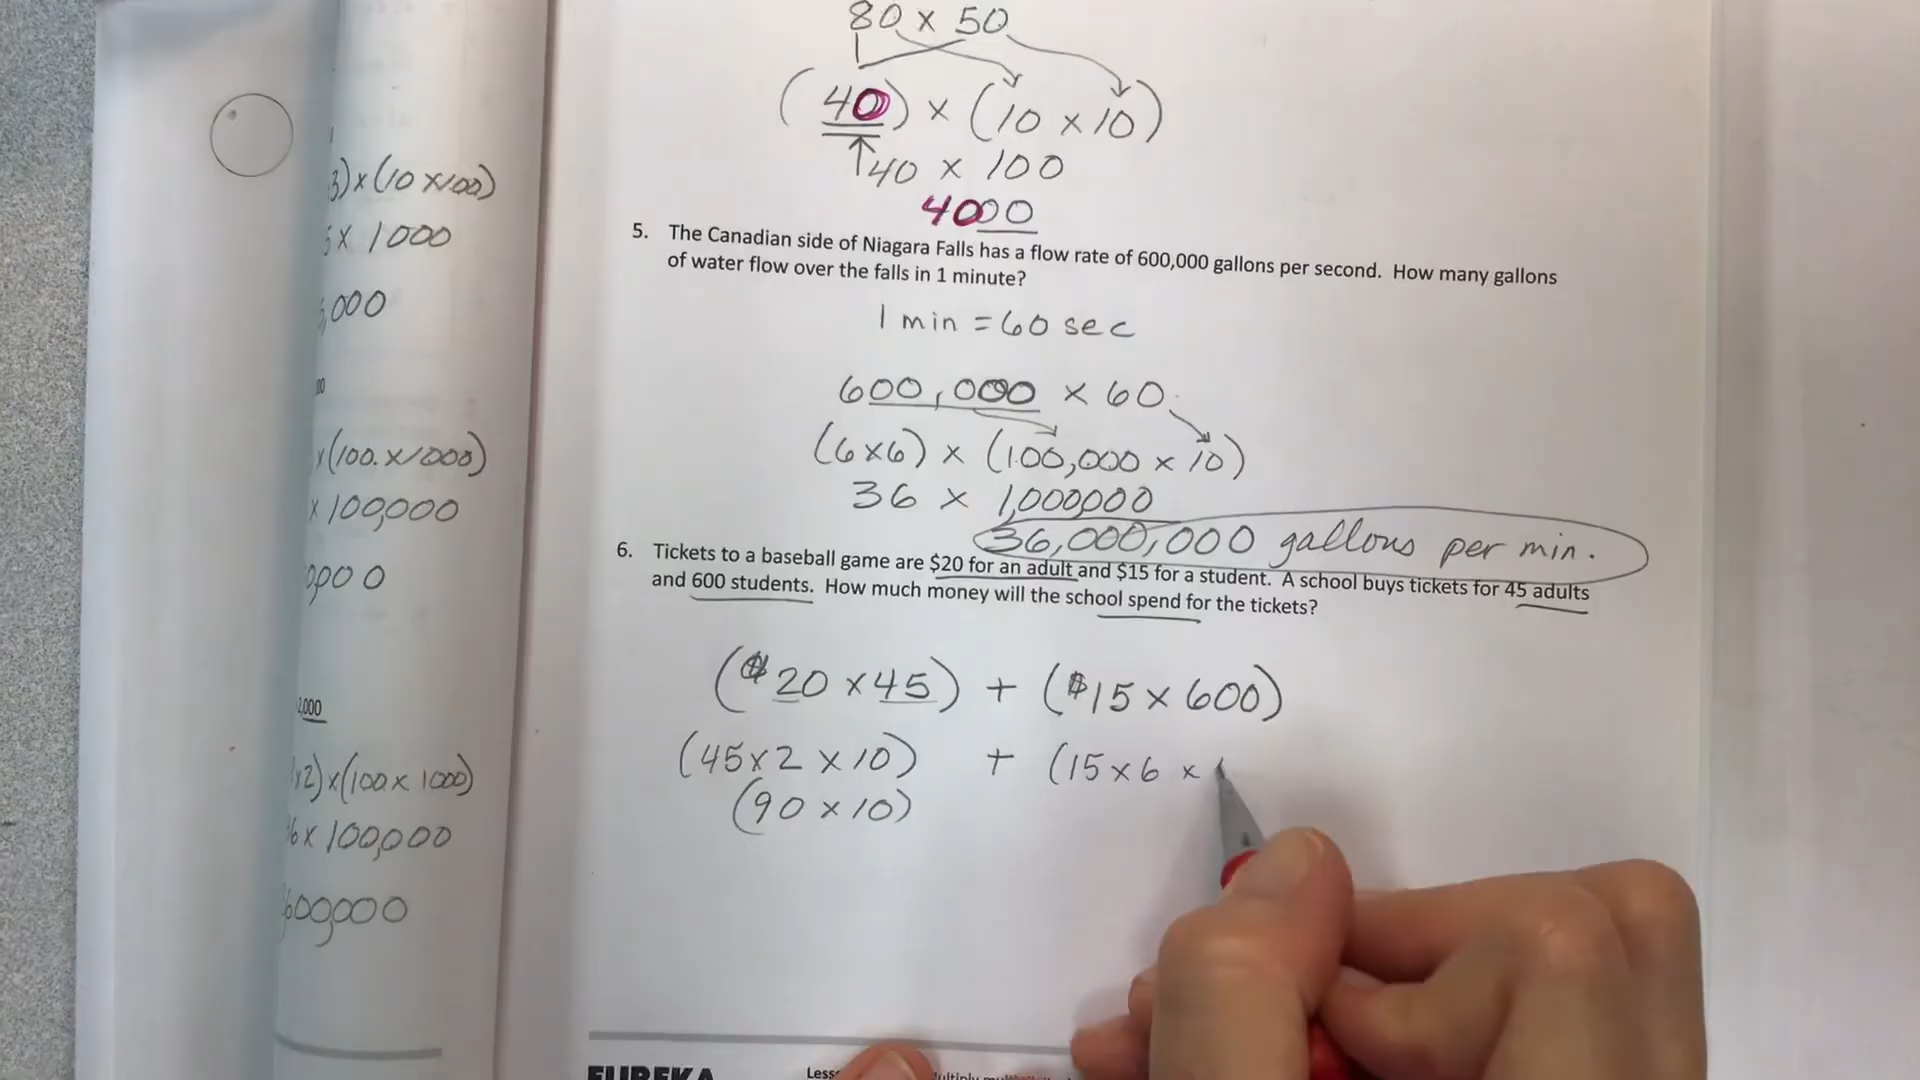 80 x 50
(40) x (10 x 10)
40 x 100
4000
3) x (10 x 100)
x 1000
,000
x (100 x 1000)
x 100,000
x2) x (100 x 1000)
x 100,000
5. The Canadian side of Niagara Falls has a flow rate of 600,000 gallons per second. How many gallons
of water flow over the falls in 1 minute?
1 min = 60 sec
600,000 x 60
(6x6) x (100,000 x 10)
36 x 1,000,000
36,000,000 gallons per min.
6. Tickets to a baseball game are $20 for an adult and $15 for a student. A school buys tickets for 45 adults
and 600 students. How much money will the school spend for the tickets?
($20 x 45) + ($15 x 600)
(45 x 2 x 10) + (15 x 6 x
(90 x 10)
EUREKA